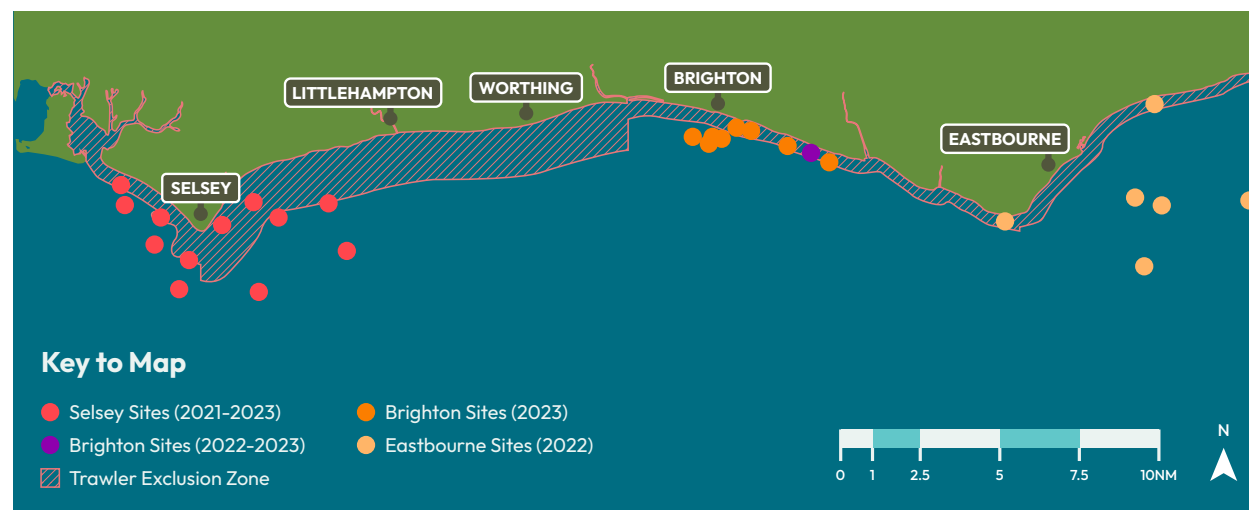 BRIGHTON
LITTLEHAMPTON
WORTHING
EASTBOURNE
SELSEY
Key to Map
Selsey Sites (2021-2023)
Brighton Sites (2023)
Brighton Sites (2022-2023)
Eastbourne Sites (2022)
Trawler Exclusion Zone
N
0 1 2.5 5 7.5 10NM